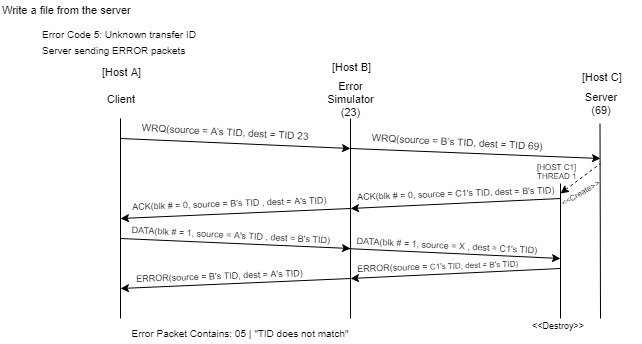 Write a file from the server
Error Code 5: Unknown transfer ID
Server sending ERROR packets
[Host A]
Client
[Host B]
Error
Simulator
(23)
[Host C]
Server
(69)
WRQ(source = A's TID, dest = TID 23
WRQ(source = B's TID, dest = TID 69)
[HOST C1]
THREAD 1
<<Create>>
ACK(blk # = 0, source = C1's TID, dest = B's TID)
ACK(blk # = 0, source = B's TID , dest = A's TID)
DATA(blk # = 1, source = A's TID , dest = B's TID)
DATA(blk # = 1, source = X , dest = C1's TID)
ERROR(source = C1's TID, dest = B's TID)
ERROR(source = B's TID, dest = A's TID)
<<Destroy>>
Error Packet Contains: 05 | "TID does not match"